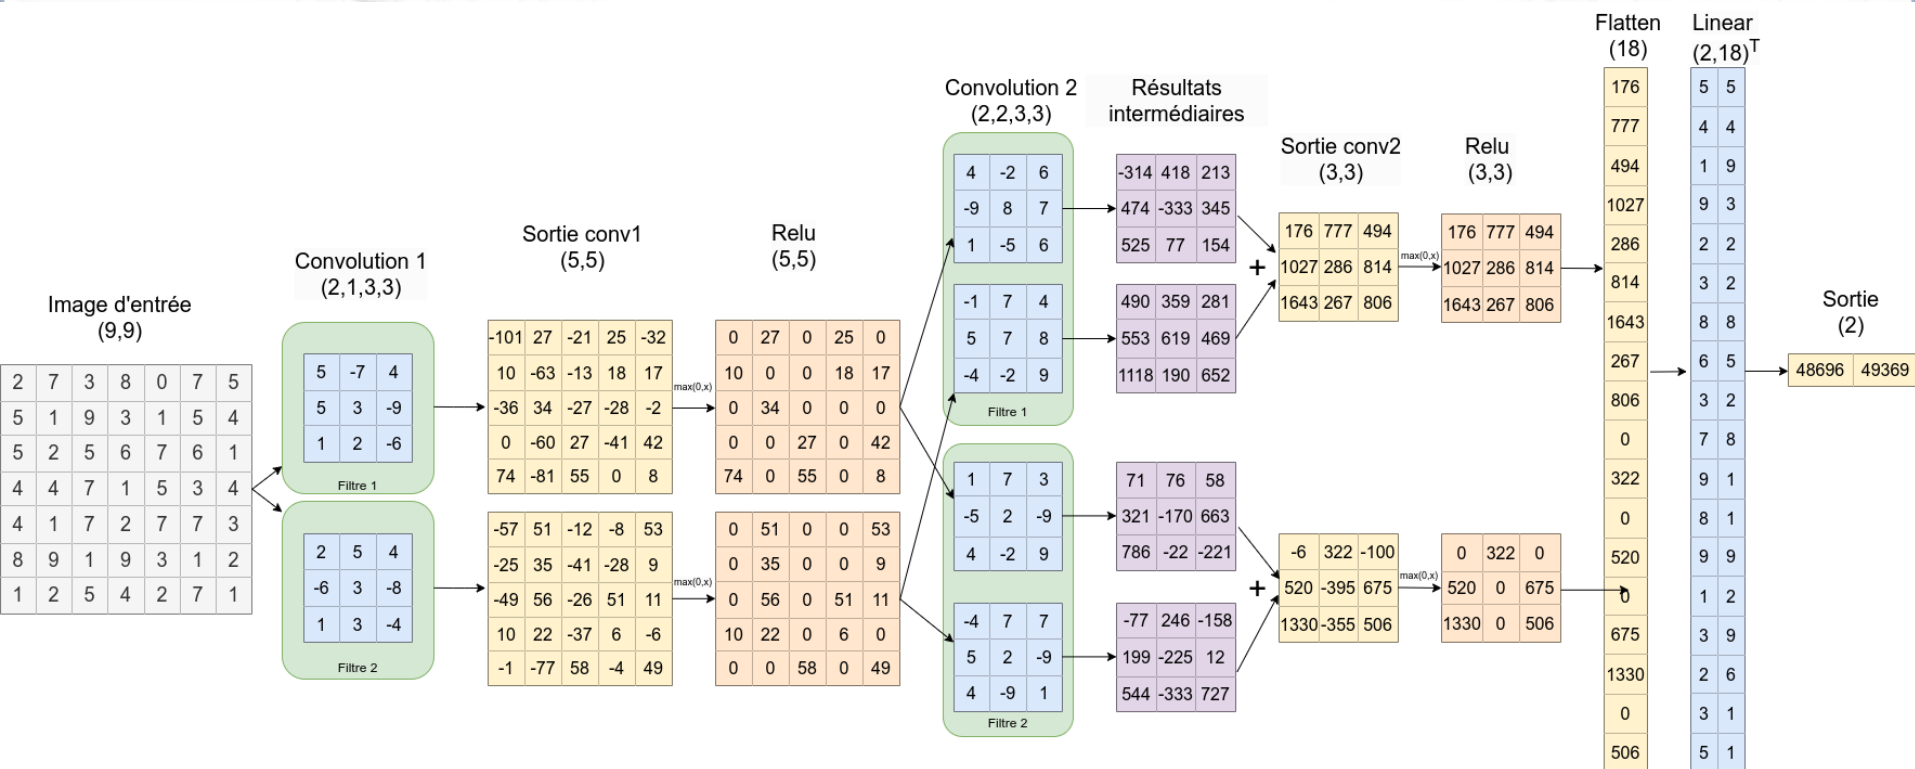 Image d'entrée
(9,9)
2 7 3 8 0 7 5
5 1 9 3 1 5 4
5 2 5 6 7 6 1
4 4 7 1 5 3 4
4 1 7 2 7 7 3
8 9 1 9 3 1 2
1 2 5 4 2 7 1
Convolution 1
(2,1,3,3)
5 -7 4
5 3 -9
1 2 -6
Filtre 1
2 5 4
-6 3 -8
1 3 -4
Filtre 2
Sortie conv1
(5,5)
-101 27 -21 25 -32
10 -63 -13 18 17
-36 34 -27 -28 -2
0 -60 27 -41 42
74 -81 55 0 8
-57 51 -12 -8 53
-25 35 -41 -28 9
-49 56 -26 51 11
10 22 -37 6 -6
-1 -77 58 -4 49
max(0,x)
max(0,x)
Relu
(5,5)
0 27 0 25 0
10 0 0 18 17
0 34 0 0 0
0 0 27 0 42
74 0 55 0 8
0 51 0 0 53
0 35 0 0 9
0 56 0 51 11
10 22 0 6 0
0 0 58 0 49
Convolution 2
(2,2,3,3)
4 -2 6
-9 8 7
1 -5 6
-1 7 4
5 7 8
-4 -2 9
Filtre 1
1 7 3
-5 2 -9
4 -2 9
-4 7 7
5 2 -9
4 -9 1
Filtre 2
Résultats
intermédiaires
-314 418 213
474 -333 345
525 77 154
490 359 281
553 619 469
1118 190 652
71 76 58
321 -170 663
786 -22 -221
-77 246 -158
199 -225 12
544 -333 727
+
+
Sortie conv2
(3,3)
176 777 494
1027 286 814
1643 267 806
-6 322 -100
520 -395 675
1330 -355 506
max(0,x)
max(0,x)
Relu
(3,3)
176 777 494
1027 286 814
1643 267 806
0 322 0
520 0 675
1330 0 506
Flatten
(18)
176
777
494
1027
286
814
1643
267
806
0
322
0
520
0
675
1330
0
506
Linear
(2,18)T
5 5
4 4
1 9
9 3
2 2
3 2
8 8
6 5
3 2
7 8
9 1
8 1
9 9
1 2
3 9
2 6
3 1
5 1
Sortie
(2)
48696 49369